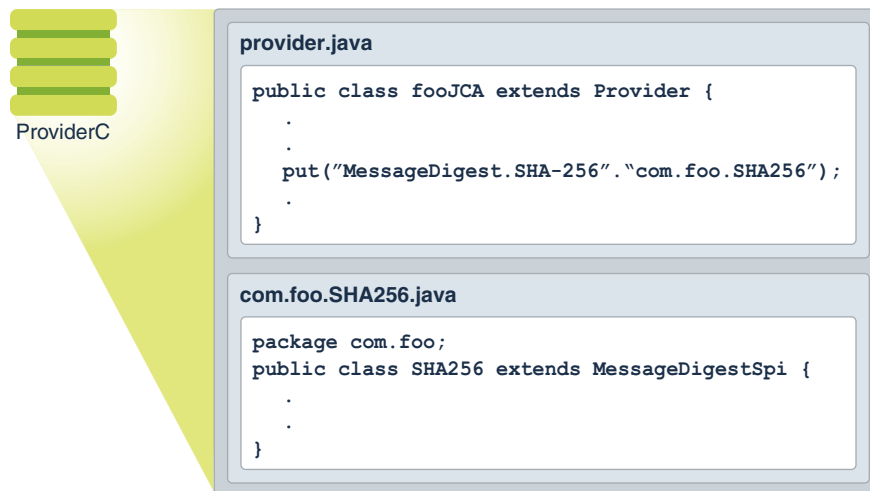 ProviderC
provider.java
public class fooJCA extends Provider {
.
.
put(”MessageDigest.SHA-256”.“com.foo.SHA256”);
.
}
com.foo.SHA256.java
package com.foo;
public class SHA256 extends MessageDigestSpi {
.
.
}